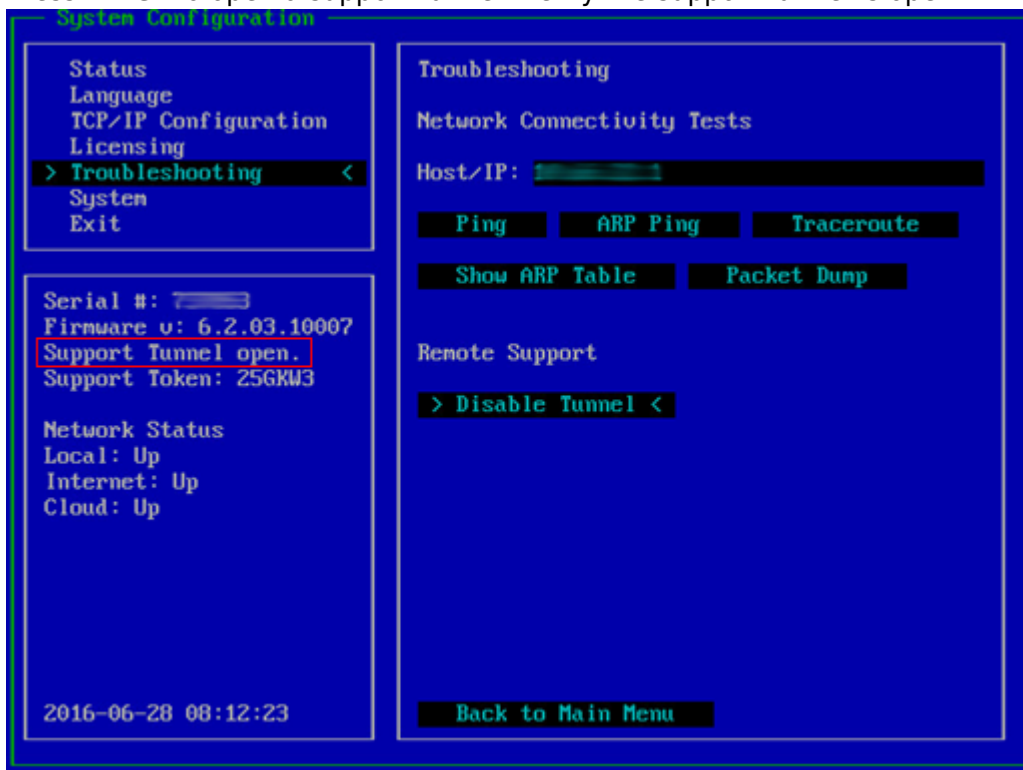 System Configuration
Status
Language
TCP/IP Configuration
Licensing
> Troubleshooting <
System
Exit
Serial #:
Firmware v: 6.2.03.10007
Support Tunnel open.
Support Token: 25GKW3
Network Status
Local: Up
Internet: Up
Cloud: Up
2016-06-28 08:12:23
Troubleshooting
Network Connectivity Tests
Host/IP:
Ping ARP Ping Traceroute
Show ARP Table Packet Dump
Remote Support
> Disable Tunnel <
Back to Main Menu